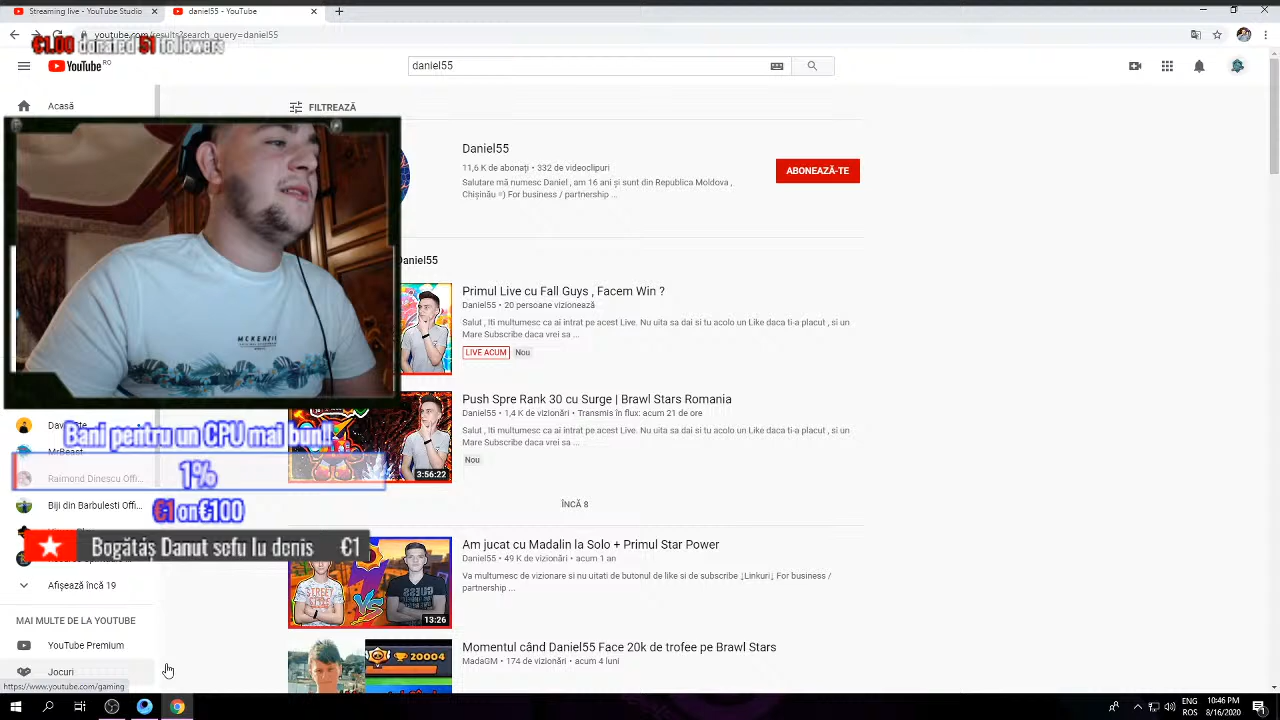 Streaming live - YouTube Studio
daniel55 - YouTube
youtube.com/results?search_query=daniel55
€1.00 donated 51 followers
YouTube RO
daniel55
Acasă
FILTREAZĂ
Daniel55
11,6 K de abonați • 332 de videoclipuri
Salutare mă numesc Daniel , am 16 ani și sunt din Republica Moldova ,
Chișinău =) For business / partnership ...
ABONEAZĂ-TE
Daniel55
Primul Live cu Fall Guys , Facem Win ?
Daniel55 • 20 persoane vizionează
Salut , Iti multumesc ca ai intrat pe acest Live. Nu uita sa dai si tu acolo un Like daca ti-a placut , si un
Mare Subscribe daca vrei sa ...
LIVE ACUM Nou
MCKENZIE
Push Spre Rank 30 cu Surge | Brawl Stars Romania
Daniel55 • 1,4 K de vizionări • Transmis în flux: acum 21 de ore
Salut , Iti multumesc ca ai intrat pe acest Live. Nu uita sa dai si tu acolo un Like daca ti-a placut , si un
Mare Subscribe daca vrei sa ...
Nou
3:56:22
Bani pentru un CPU mai bun!!
MrBeast
1%
Raimond Dinescu Offi...
€1 on €100
Biji din Barbulesti Ofi...
ÎNCĂ 8
Bogătaș Danut sefu lu denis €1
Am jucat cu Madalin la Solo + Primul Star Power
Daniel55 • 49 K de vizionări • acum 1 an
Va multumesc de vizionare si nu uitati de butonul de like si de subscribe ↓Linkuri↓ For business /
partnership ...
VS
13:26
Afișează încă 19
MAI MULTE DE LA YOUTUBE
YouTube Premium
Jocuri
Momentul când Daniel55 Face 20k de trofee pe Brawl Stars
MadaGM • 174 de vizionări • acum 4 luni
20004
https://www.youtube.com/gaming
ENG
ROS
10:46 PM
8/16/2020